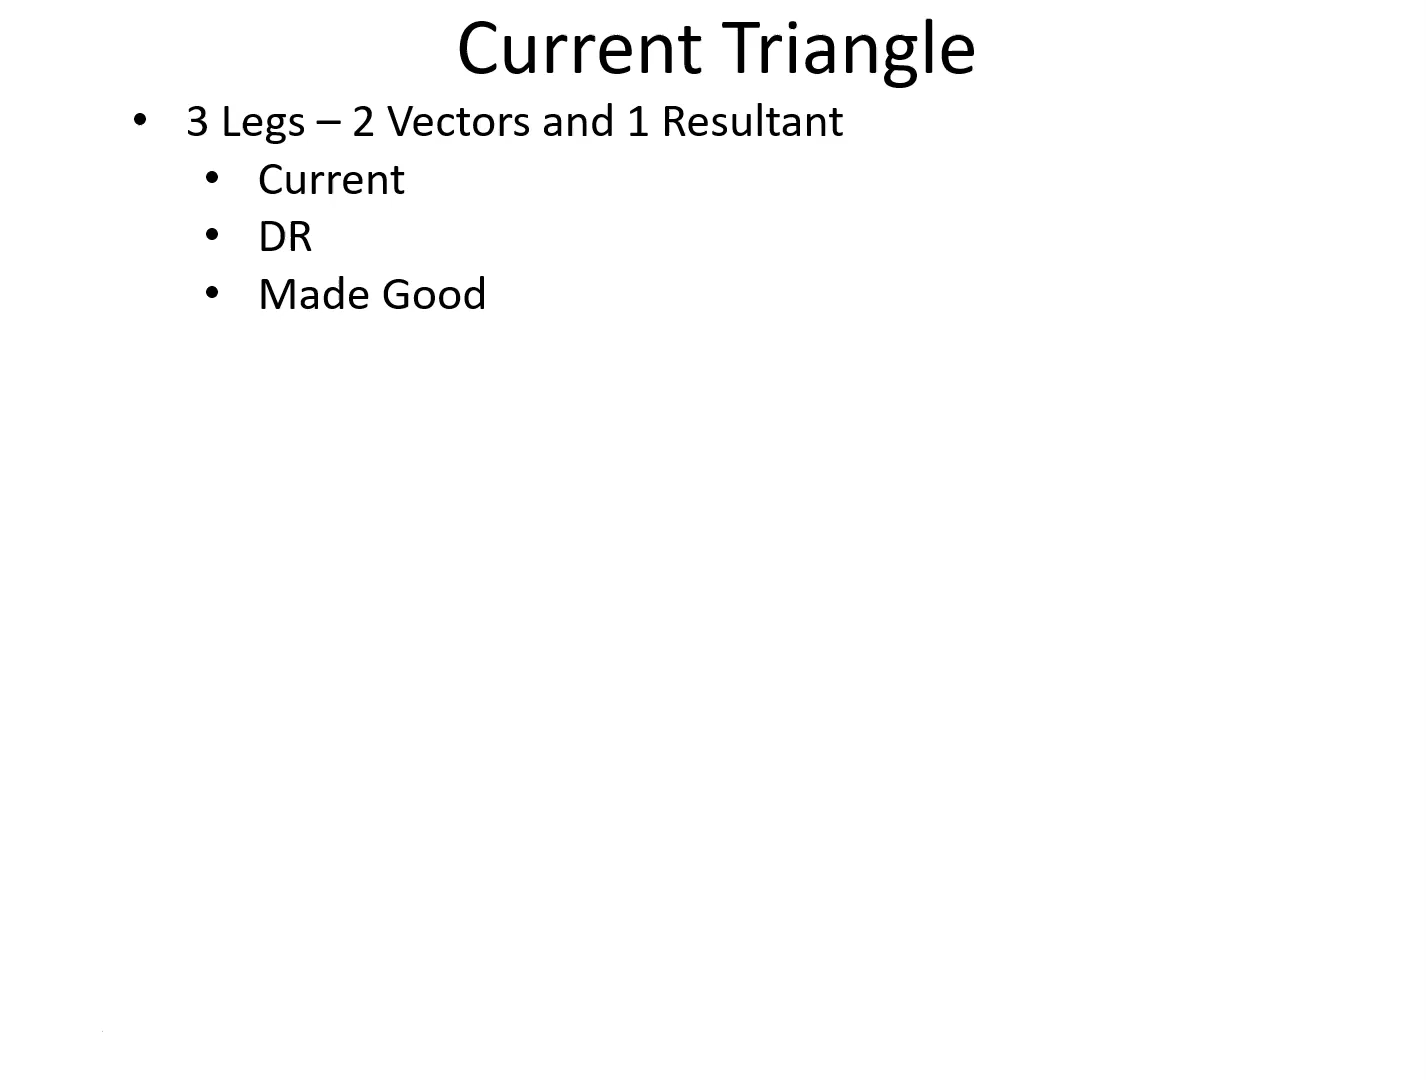 Current Triangle
• 3 Legs – 2 Vectors and 1 Resultant
• Current
• DR
• Made Good